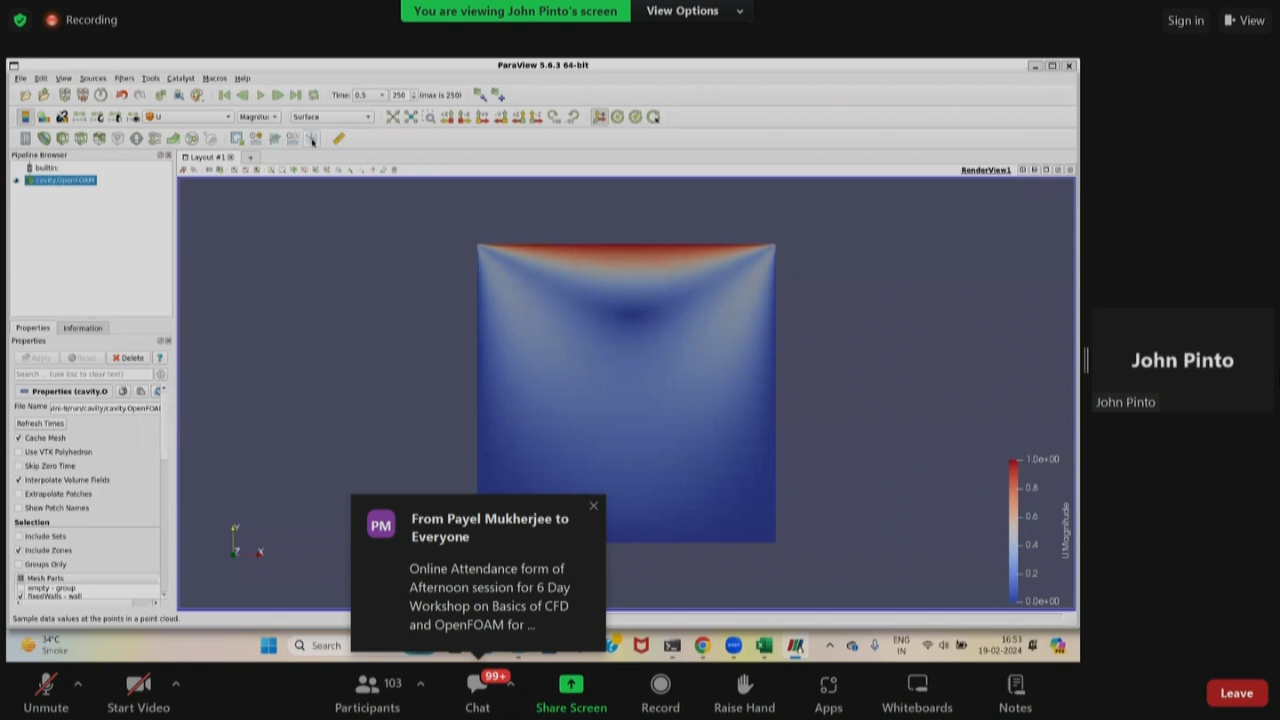 Recording
You are viewing John Pinto's screen
View Options
Sign in
View
ParaView 5.6.3 64-bit
File Edit View Sources Filters Tools Catalyst Macros Help
Time: 0.5 250 (max is 250)
U Magnitu Surface
Pipeline Browser
Layout #1
RenderView1
builtin:
cavity.OpenFOAM
Properties Information
Properties
Apply Reset Delete ?
Search ... (use Esc to clear text)
Properties (cavity.O
File Name
Refresh Times
Cache Mesh
Use VTK Polyhedron
Skip Zero Time
Interpolate Volume Fields
Extrapolate Patches
Show Patch Names
Selection
Include Sets
Include Zones
Groups Only
Mesh Parts
empty - group
fixedWalls - wall
Sample data values at the points in a point cloud.
Y
Z X
1.0e+00
0.8
0.6
0.4
0.2
0.0e+00
U Magnitude
PM
From Payel Mukherjee to
Everyone
Online Attendance form of
Afternoon session for 6 Day
Workshop on Basics of CFD
and OpenFOAM for ...
John Pinto
John Pinto
34°C
Smoke
Search
ENG
IN
16:53
19-02-2024
Unmute
Start Video
103
Participants
99+
Chat
Share Screen
Record
Raise Hand
Apps
Whiteboards
Notes
Leave